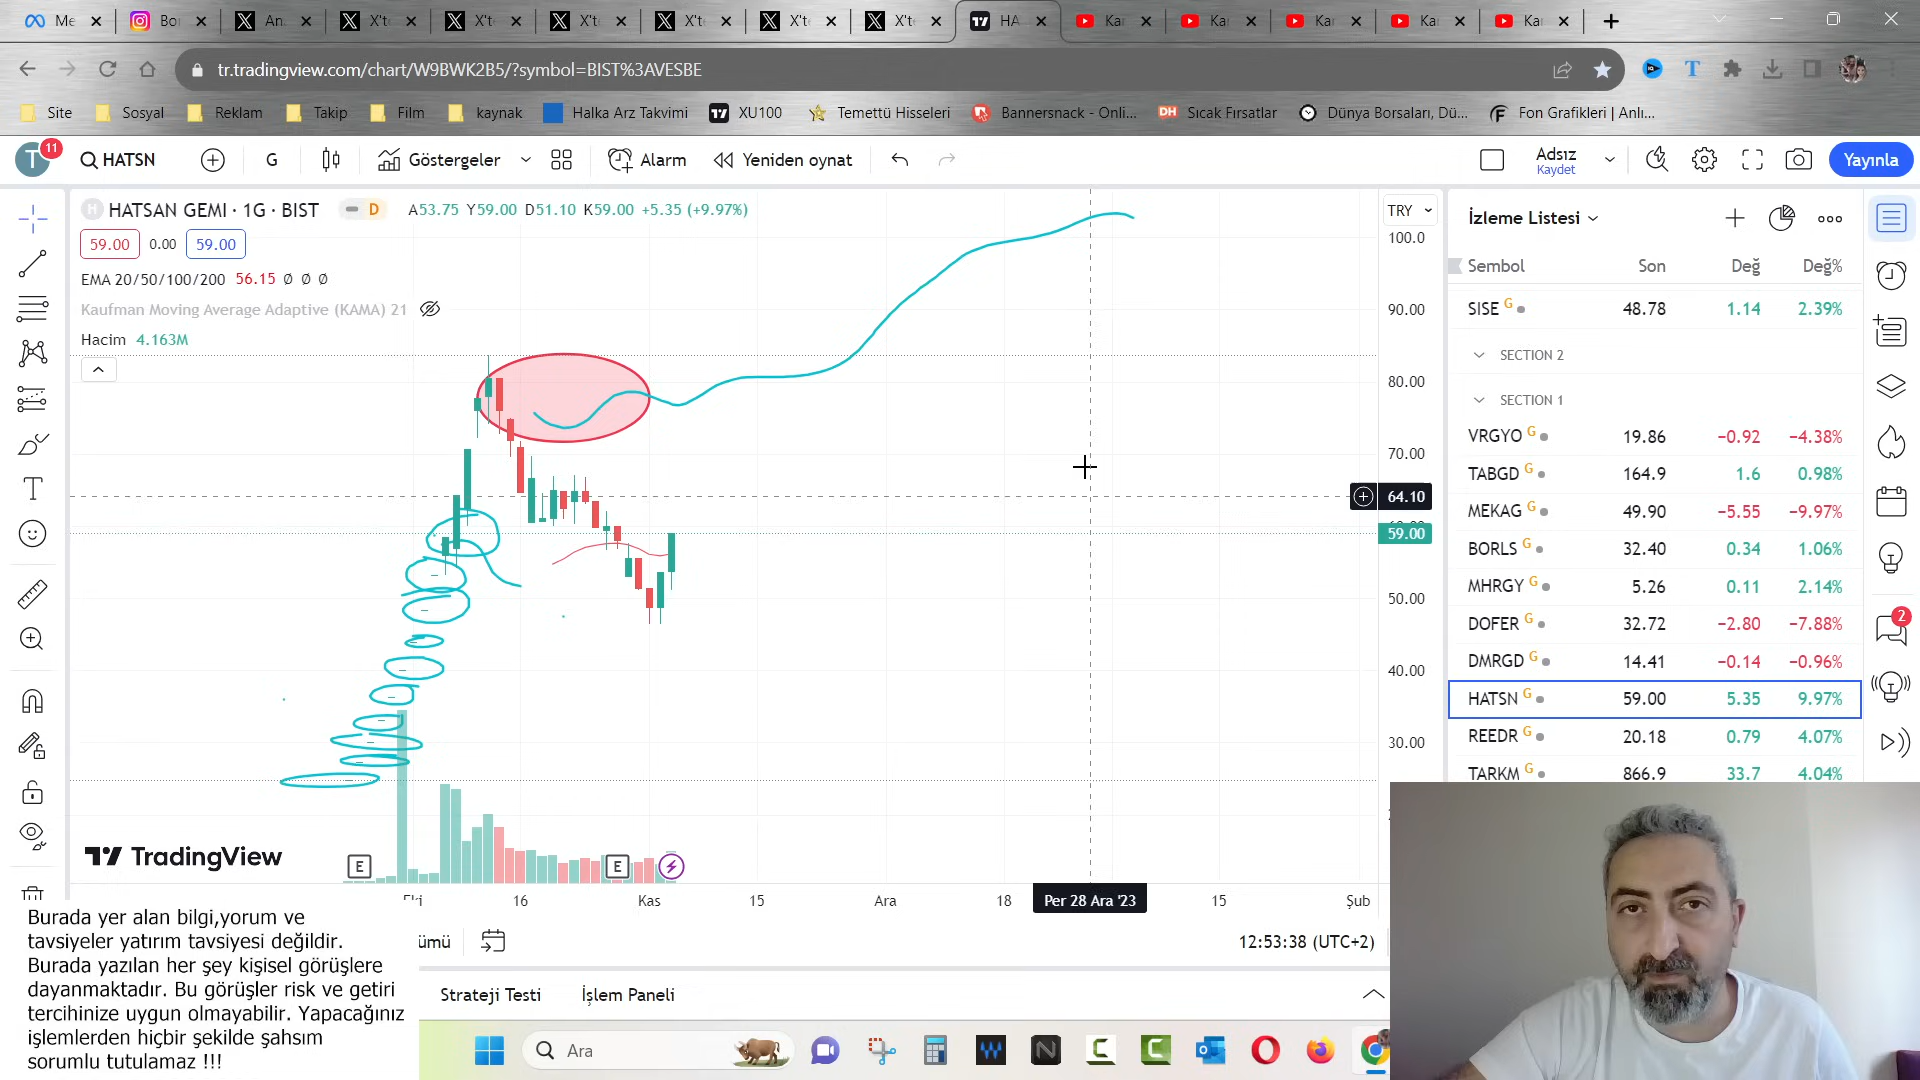 Me
Bo
An
X't
X't
X't
X't
X't
X't
HA
Ka
Ka
Ka
Ka
Ka
tr.tradingview.com/chart/W9BWK2B5/?symbol=BIST%3AVESBE
Site
Sosyal
Reklam
Takip
Film
kaynak
Halka Arz Takvimi
XU100
Temettü Hisseleri
Bannersnack - Onli...
DH Sıcak Fırsatlar
Dünya Borsaları, Dü...
Fon Grafikleri | Anlı...
T 11
HATSN
G
Göstergeler
Alarm
Yeniden oynat
Adsız
Kaydet
Yayınla
HATSAN GEMI · 1G · BIST
D
A53.75 Y59.00 D51.10 K59.00 +5.35 (+9.97%)
59.00 0.00 59.00
EMA 20/50/100/200 56.15 Ø Ø Ø
Kaufman Moving Average Adaptive (KAMA) 21
Hacim 4.163M
TRY
100.0
90.00
80.00
70.00
64.10
59.00
50.00
40.00
30.00
TradingView
E
E
16
Kas
15
Ara
18
Per 28 Ara '23
15
Şub
12:53:38 (UTC+2)
Strateji Testi
İşlem Paneli
İzleme Listesi
Sembol Son Değ Değ%
SISE G 48.78 1.14 2.39%
SECTION 2
SECTION 1
VRGYO G 19.86 −0.92 −4.38%
TABGD G 164.9 1.6 0.98%
MEKAG G 49.90 −5.55 −9.97%
BORLS G 32.40 0.34 1.06%
MHRGY G 5.26 0.11 2.14%
DOFER G 32.72 −2.80 −7.88%
DMRGD G 14.41 −0.14 −0.96%
HATSN G 59.00 5.35 9.97%
REEDR G 20.18 0.79 4.07%
TARKM G 866.9 33.7 4.04%
2
Burada yer alan bilgi,yorum ve
tavsiyeler yatırım tavsiyesi değildir.
Burada yazılan her şey kişisel görüşlere
dayanmaktadır. Bu görüşler risk ve getiri
tercihinize uygun olmayabilir. Yapacağınız
işlemlerden hiçbir şekilde şahsım
sorumlu tutulamaz !!!
Ara